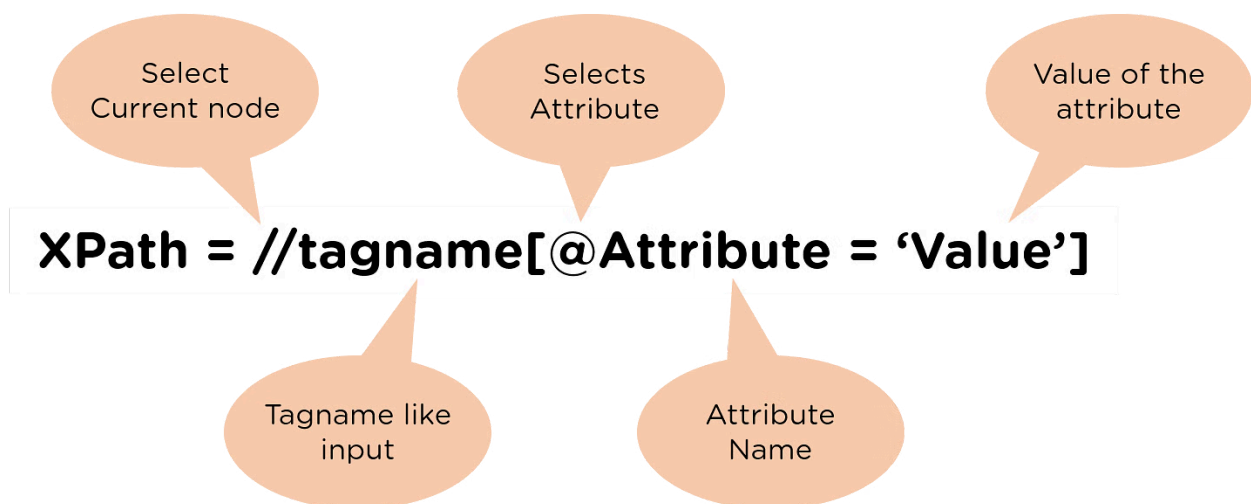 Select
Current node
Selects
Attribute
Value of the
attribute
XPath = //tagname[@Attribute = ‘Value’]
Tagname like
input
Attribute
Name